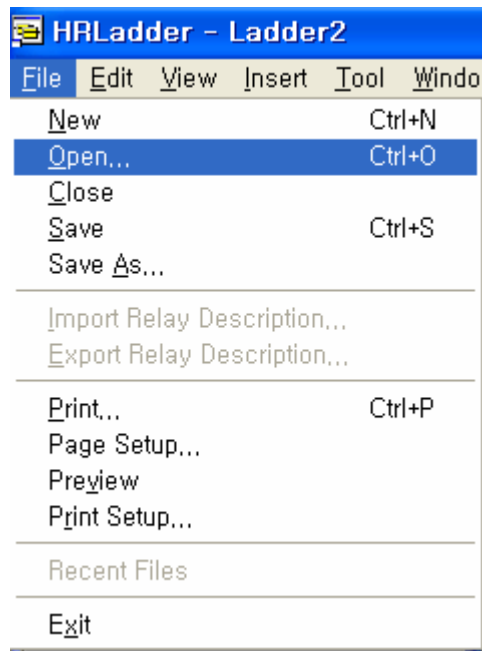 HRLadder - Ladder2
File Edit View Insert Tool Windo
New Ctrl+N
Open... Ctrl+O
Close
Save Ctrl+S
Save As...
Import Relay Description...
Export Relay Description...
Print... Ctrl+P
Page Setup...
Preview
Print Setup...
Recent Files
Exit